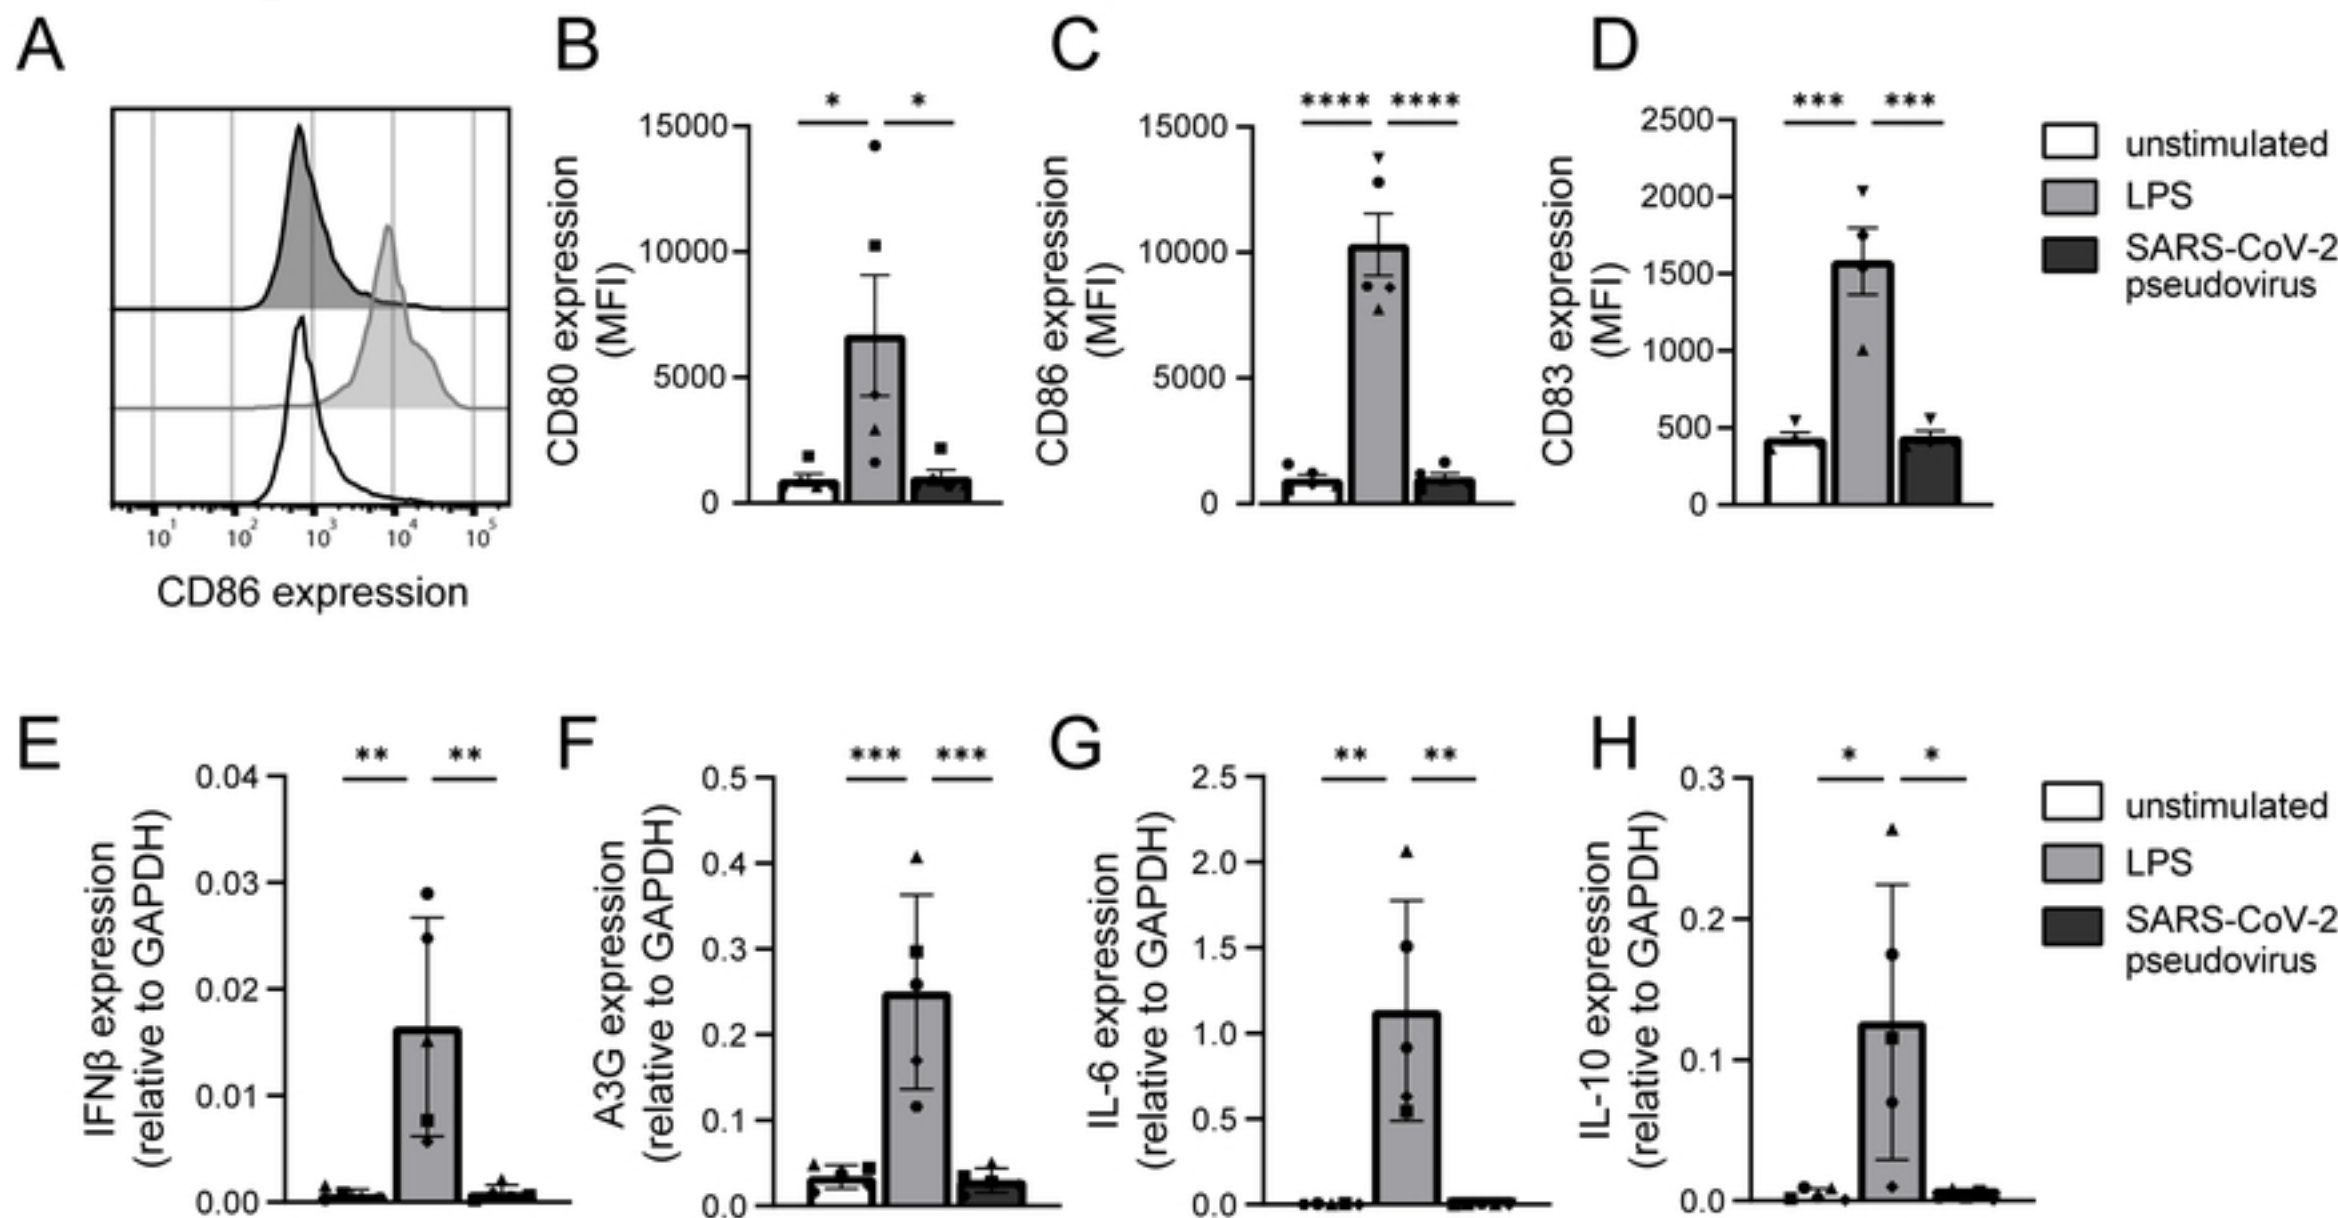 A
CD86 expression
10¹ 10² 10³ 10⁴ 10⁵
B
* *
CD80 expression
(MFI)
15000
10000
5000
0
C
**** ****
CD86 expression
(MFI)
15000
10000
5000
0
D
*** ***
CD83 expression
(MFI)
2500
2000
1500
1000
500
0
unstimulated
LPS
SARS-CoV-2
pseudovirus
E
** **
IFNβ expression
(relative to GAPDH)
0.04
0.03
0.02
0.01
0.00
F
*** ***
A3G expression
(relative to GAPDH)
0.5
0.4
0.3
0.2
0.1
0.0
G
** **
IL-6 expression
(relative to GAPDH)
2.5
2.0
1.5
1.0
0.5
0.0
H
* *
IL-10 expression
(relative to GAPDH)
0.3
0.2
0.1
0.0
unstimulated
LPS
SARS-CoV-2
pseudovirus